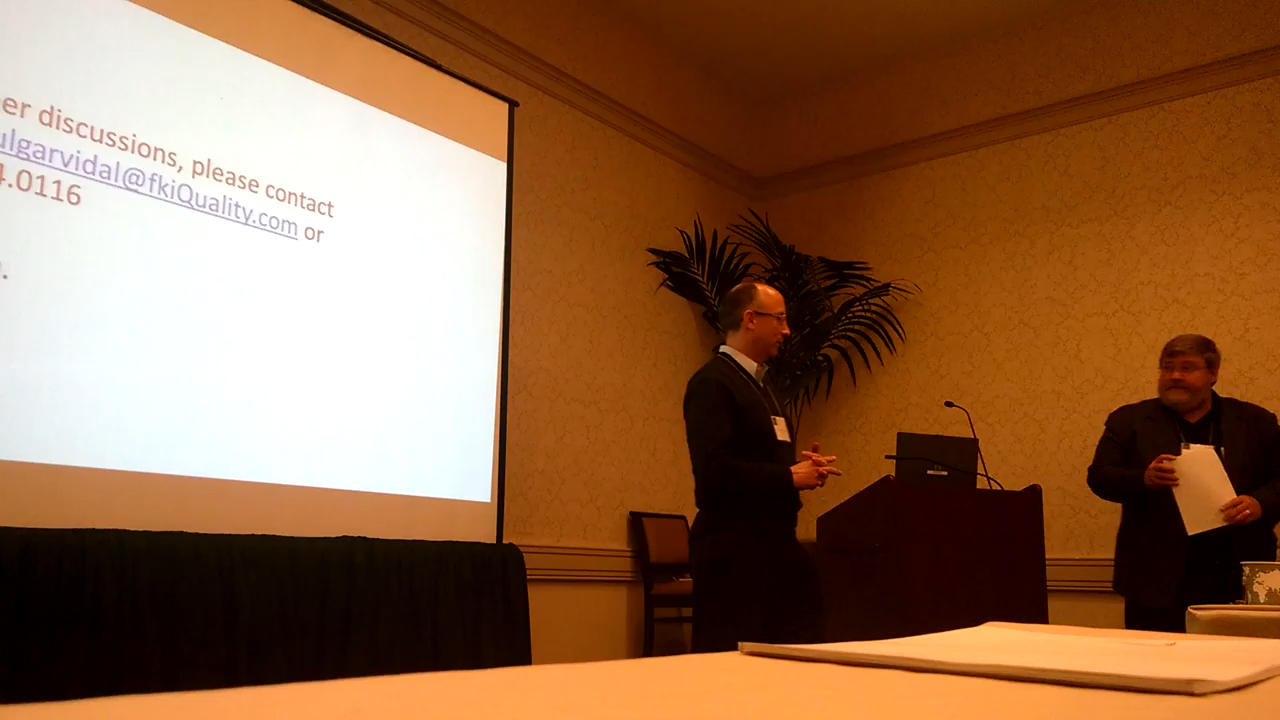 er discussions, please contact
ulgarvidal@fkiQuality.com or
4.0116